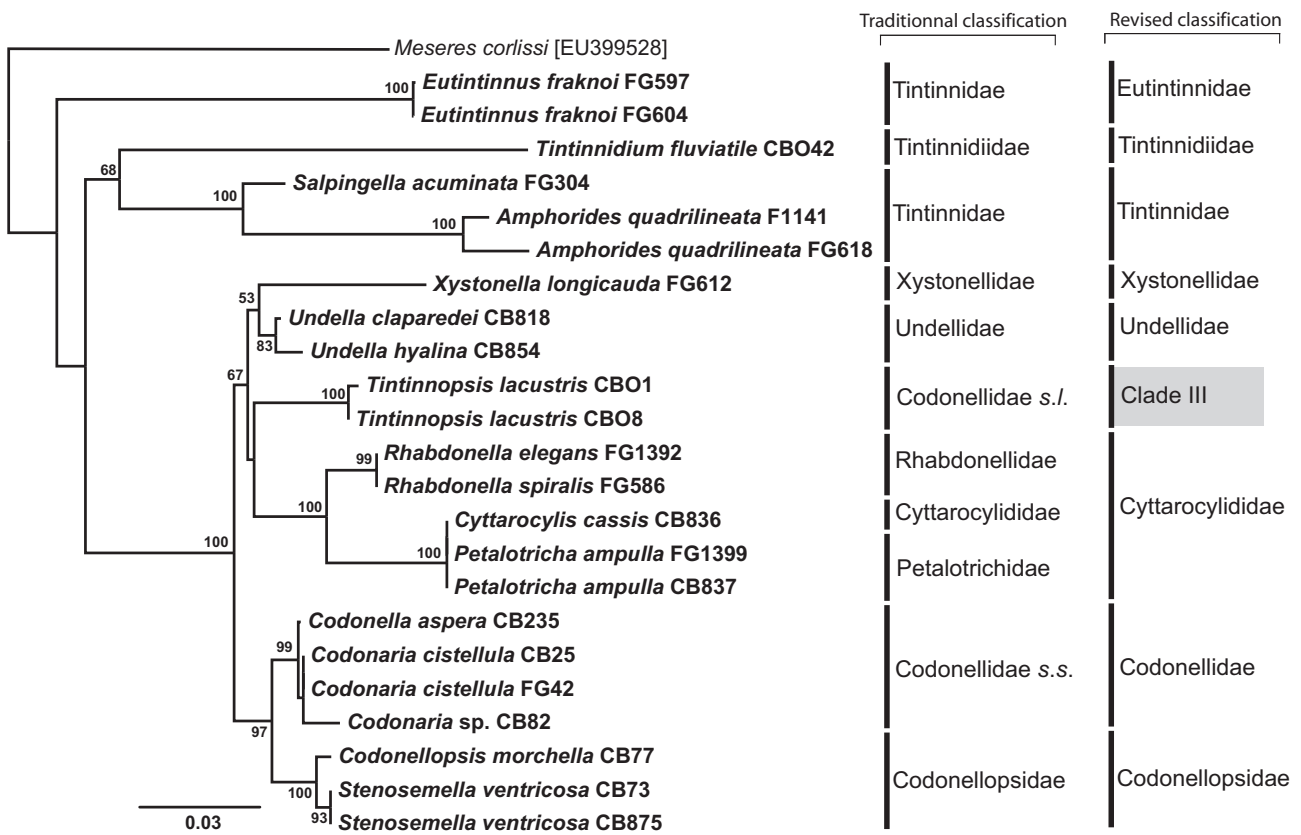 Traditionnal classification
Revised classification
Meseres corlissi [EU399528]
100
Eutintinnus fraknoi FG597
Eutintinnus fraknoi FG604
Tintinnidae
Eutintinnidae
Tintinnidium fluviatile CBO42
Tintinnidiidae
Tintinnidiidae
68
Salpingella acuminata FG304
100
Amphorides quadrilineata F1141
100
Amphorides quadrilineata FG618
Tintinnidae
Tintinnidae
Xystonella longicauda FG612
Xystonellidae
Xystonellidae
53
Undella claparedei CB818
83
Undella hyalina CB854
Undellidae
Undellidae
67
Tintinnopsis lacustris CBO1
100
Tintinnopsis lacustris CBO8
Codonellidae s.l.
Clade III
Rhabdonella elegans FG1392
99
Rhabdonella spiralis FG586
Rhabdonellidae
100
Cyttarocylis cassis CB836
Cyttarocylididae
Cyttarocylididae
100
Petalotricha ampulla FG1399
Petalotricha ampulla CB837
Petalotrichidae
100
Codonella aspera CB235
99
Codonaria cistellula CB25
Codonaria cistellula FG42
Codonaria sp. CB82
Codonellidae s.s.
Codonellidae
97
Codonellopsis morchella CB77
100
Stenosemella ventricosa CB73
93
Stenosemella ventricosa CB875
Codonellopsidae
Codonellopsidae
0.03